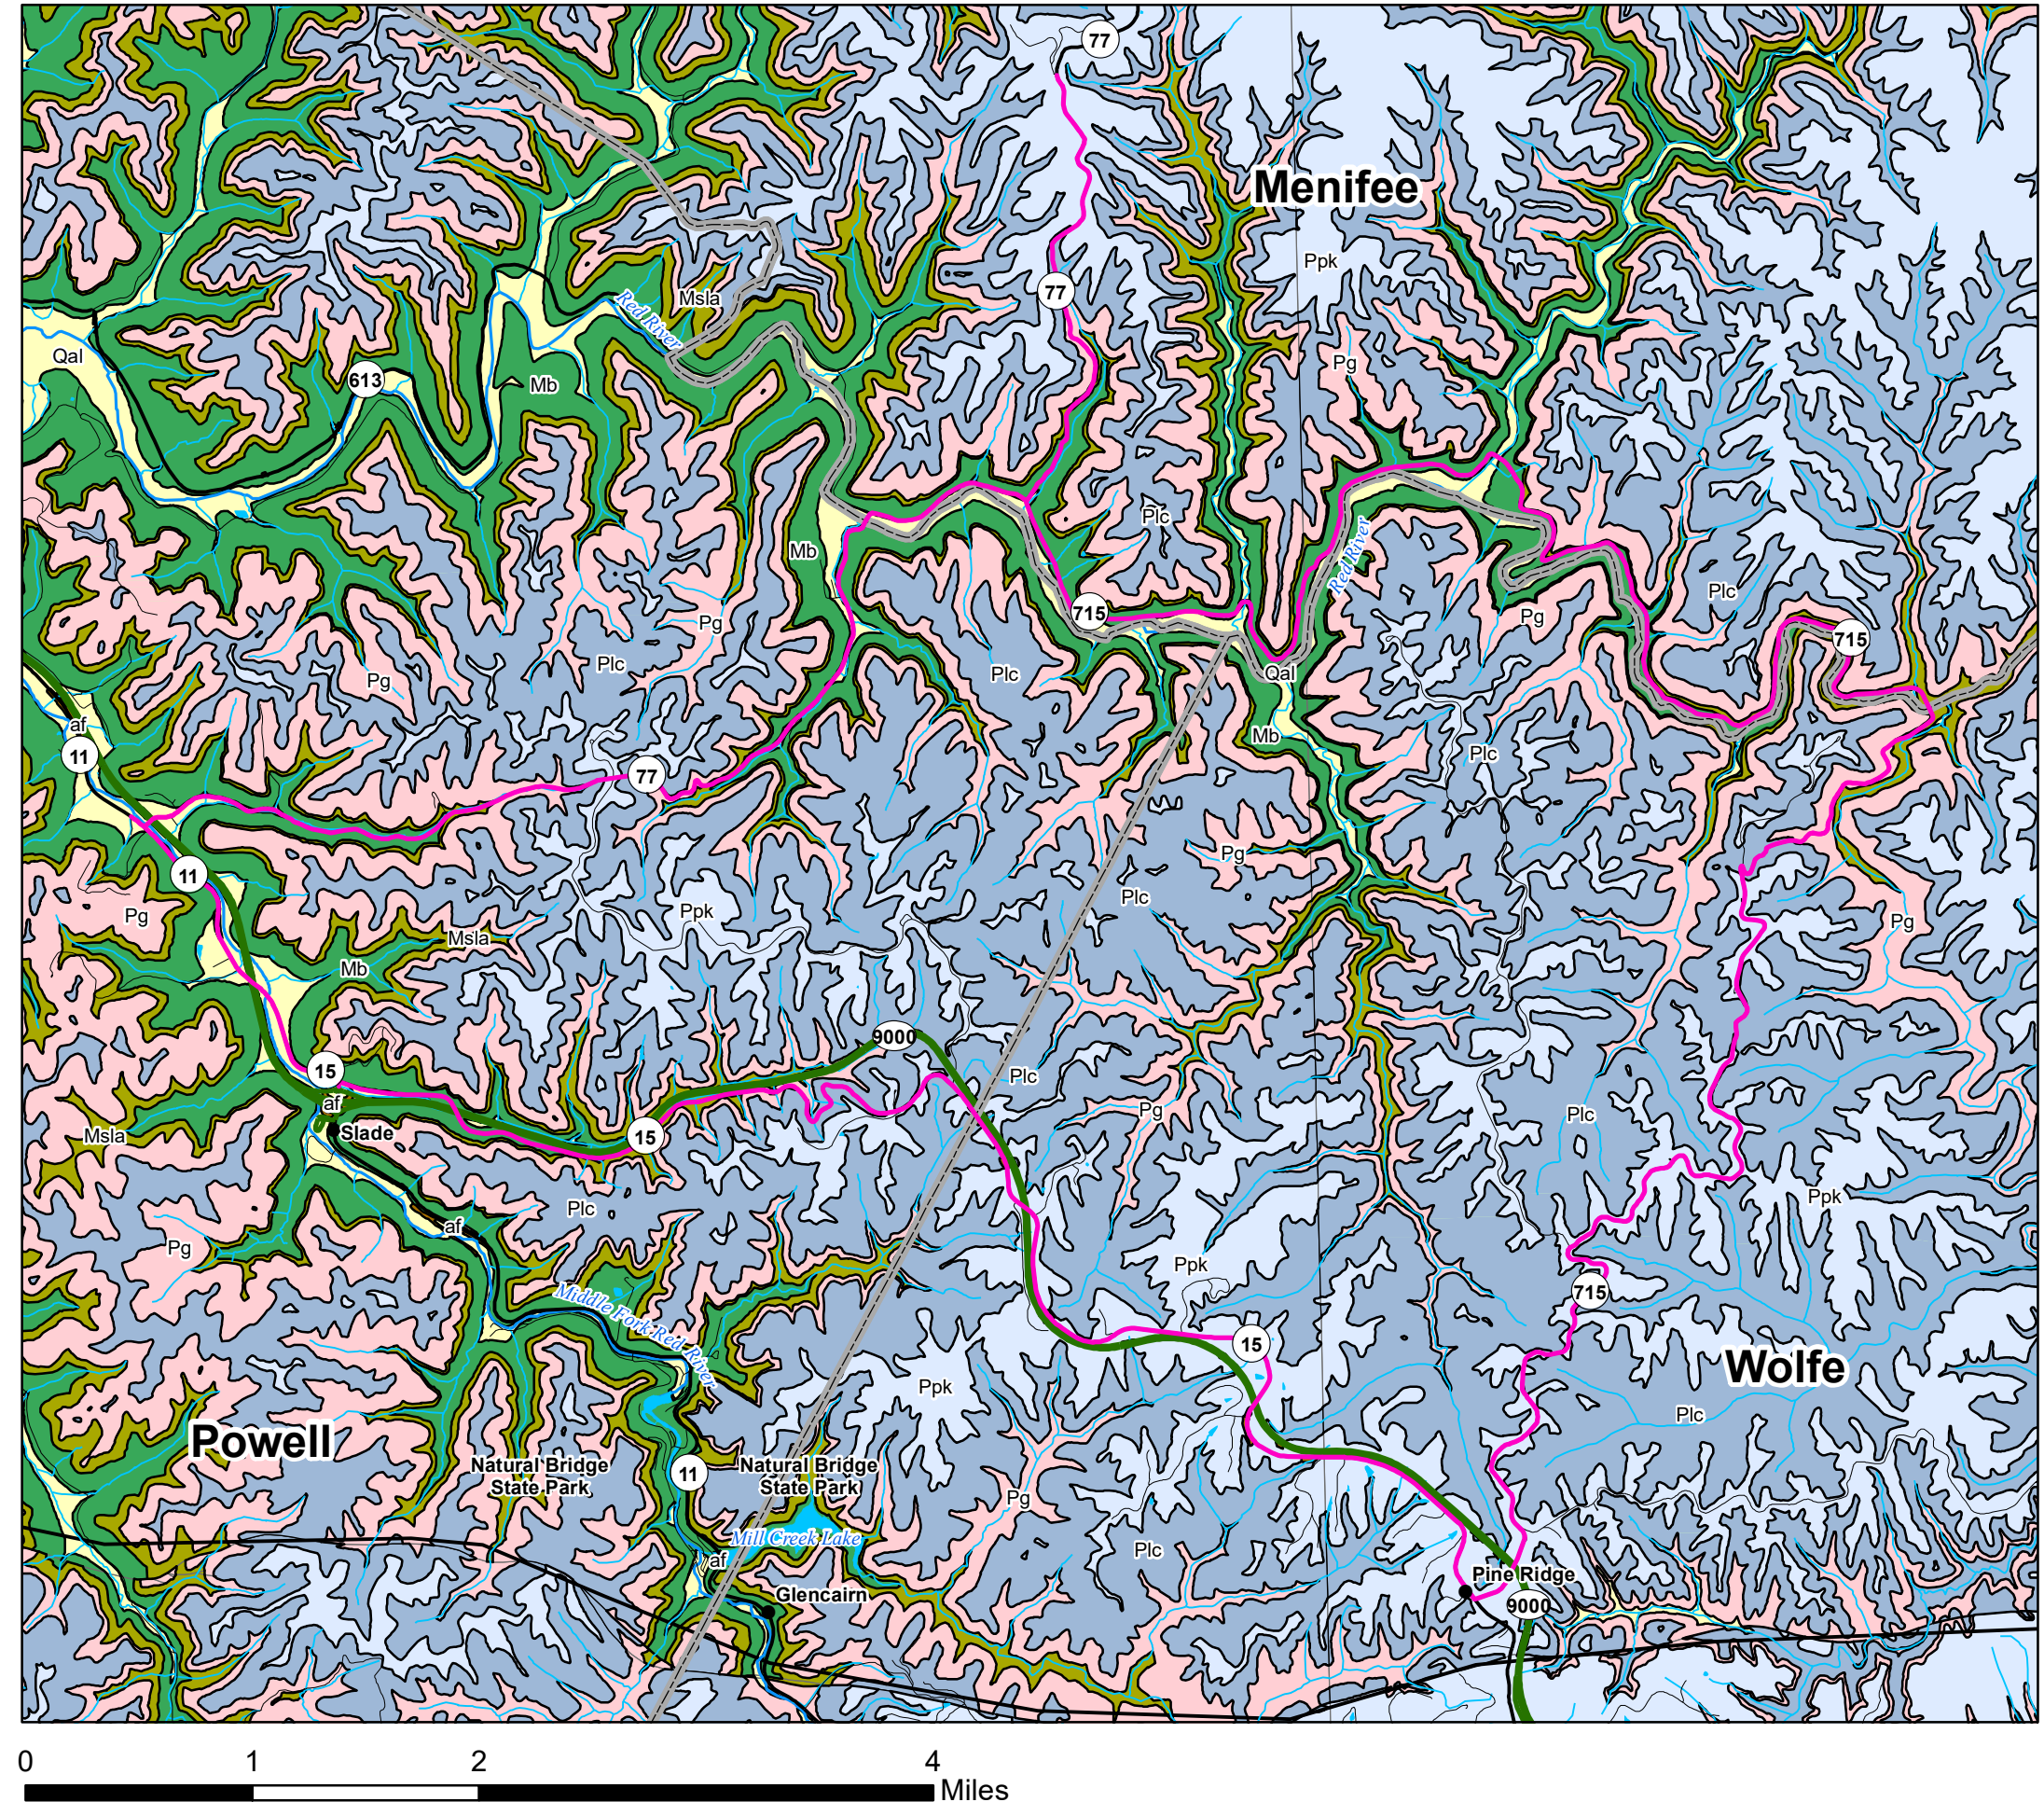 77
Menifee
Ppk
77
Msla
Red River
Qal
Pg
613
Mb
Plc
Mb
Red River
Plc
715
Pg
Pg
715
Plc
Plc
Qal
Pg
af
Mb
11
77
Plc
Pg
11
Plc
Pg
Ppk
Pg
Msla
Mb
9000
15
Plc
af
Pg
Plc
Slade
Msla
15
Ppk
Plc
af
Pg
Ppk
Middle Fork Red River
715
15
Wolfe
Ppk
Plc
Powell
Natural Bridge
State Park
11
Natural Bridge
State Park
Pg
Mill Creek Lake
Plc
af
Pine Ridge
Glencairn
9000
0 1 2 4
Miles